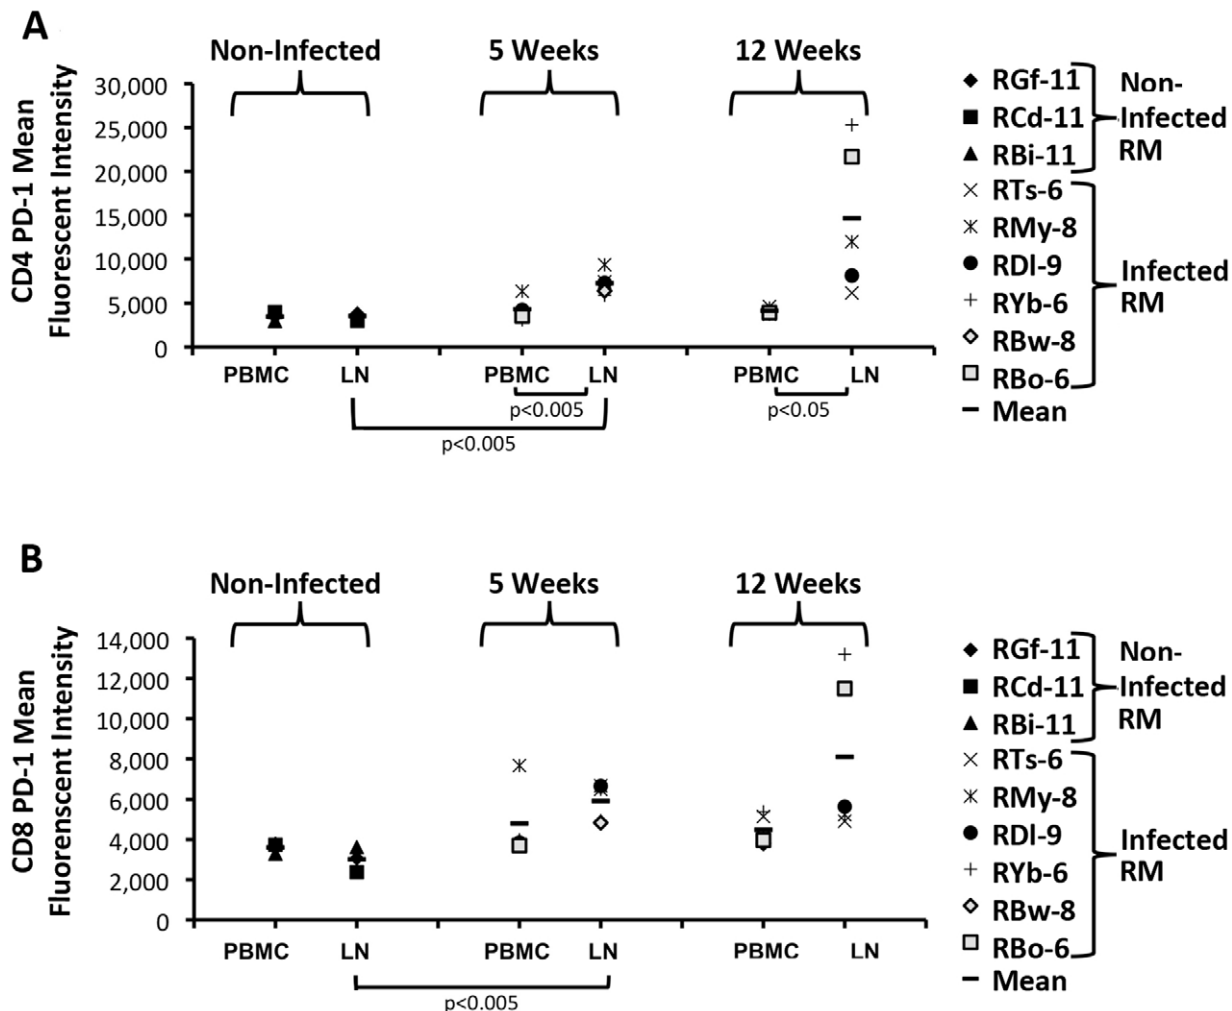 A
Non-Infected
5 Weeks
12 Weeks
CD4 PD-1 Mean
Fluorescent Intensity
30,000
25,000
20,000
15,000
10,000
5,000
0
PBMC
LN
PBMC
LN
PBMC
LN
p<0.005
p<0.05
p<0.005
RGf-11
RCd-11
RBi-11
RTs-6
RMy-8
RDl-9
RYb-6
RBw-8
RBo-6
Mean
Non-
Infected
RM
Infected
RM
B
Non-Infected
5 Weeks
12 Weeks
CD8 PD-1 Mean
Fluorenscent Intensity
14,000
12,000
10,000
8,000
6,000
4,000
2,000
0
PBMC
LN
PBMC
LN
PBMC
LN
p<0.005
RGf-11
RCd-11
RBi-11
RTs-6
RMy-8
RDl-9
RYb-6
RBw-8
RBo-6
Mean
Non-
Infected
RM
Infected
RM